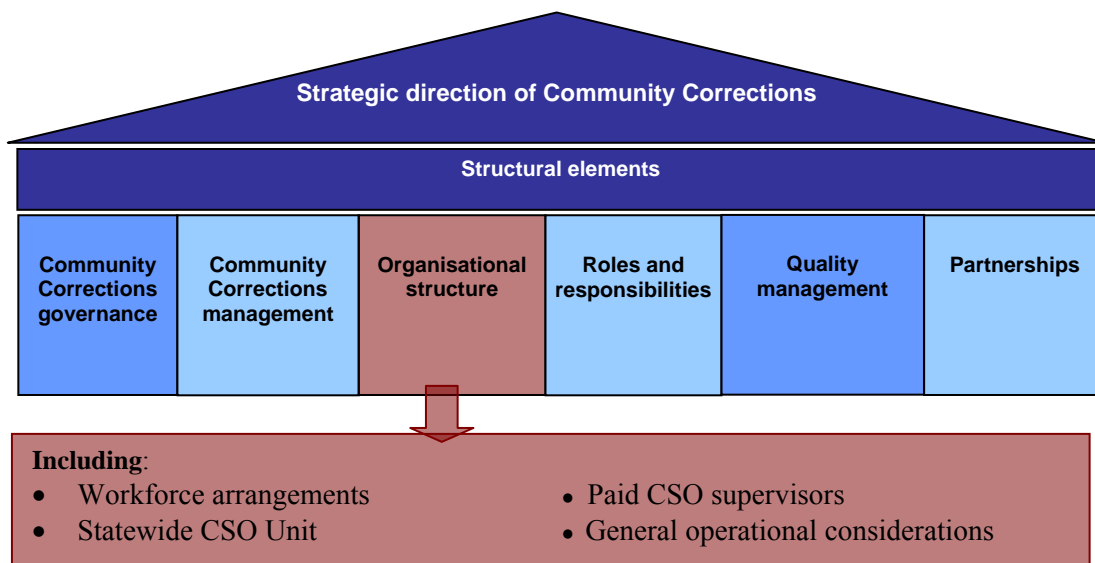 Strategic direction of Community Corrections
Structural elements
Community
Corrections
governance
Community
Corrections
management
Organisational
structure
Roles and
responsibilities
Quality
management
Partnerships
Including:
• Workforce arrangements
• Statewide CSO Unit
• Paid CSO supervisors
• General operational considerations